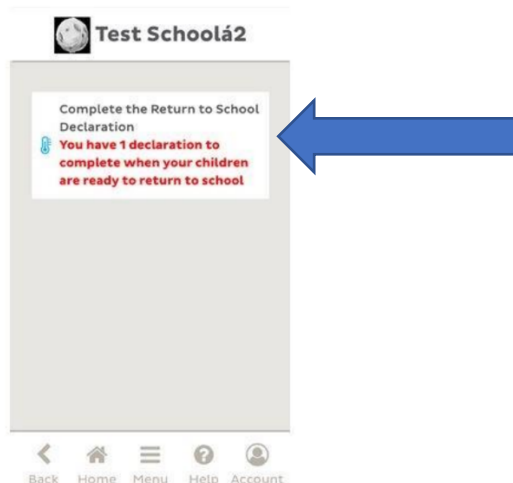 Test Schoolá2
Complete the Return to School
Declaration
You have 1 declaration to
complete when your children
are ready to return to school
Back Home Menu Help Account